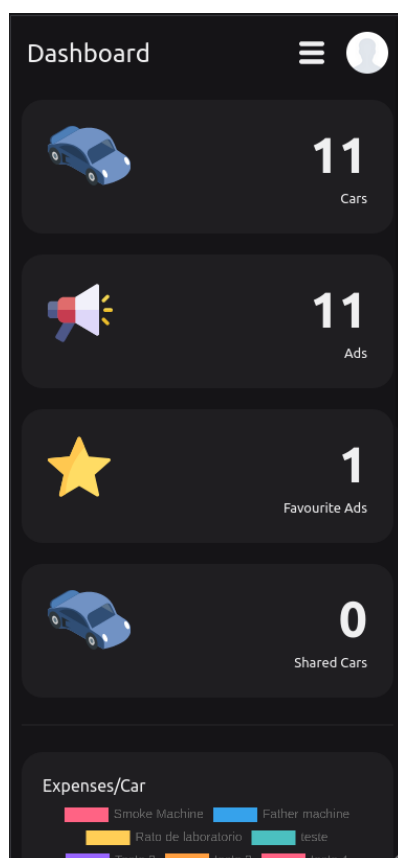 Dashboard
11
Cars
11
Ads
1
Favourite Ads
0
Shared Cars
Expenses/Car
Smoke Machine Father machine
Rato de laboratorio teste